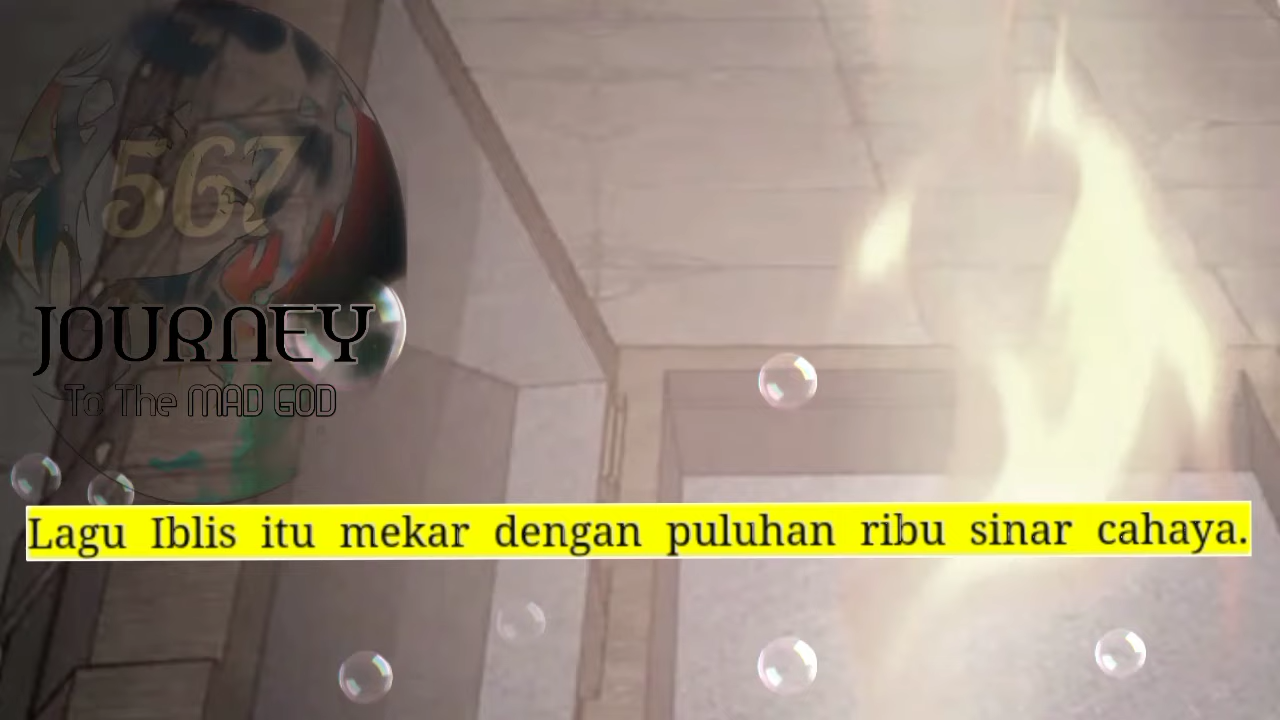 567
JOURNEY
To The MAD GOD
Lagu Iblis itu mekar dengan puluhan ribu sinar cahaya.